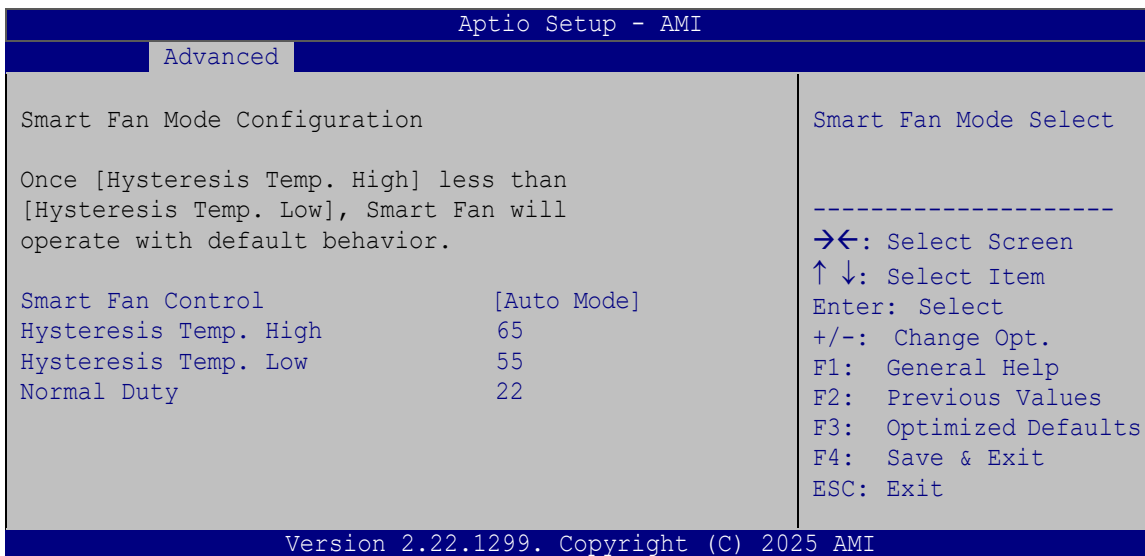 Aptio Setup - AMI
Advanced
Smart Fan Mode Configuration
Once [Hysteresis Temp. High] less than
[Hysteresis Temp. Low], Smart Fan will
operate with default behavior.
Smart Fan Control [Auto Mode]
Hysteresis Temp. High 65
Hysteresis Temp. Low 55
Normal Duty 22
Smart Fan Mode Select
---------------------
→←: Select Screen
↑ ↓: Select Item
Enter: Select
+/-: Change Opt.
F1: General Help
F2: Previous Values
F3: Optimized Defaults
F4: Save & Exit
ESC: Exit
Version 2.22.1299. Copyright (C) 2025 AMI